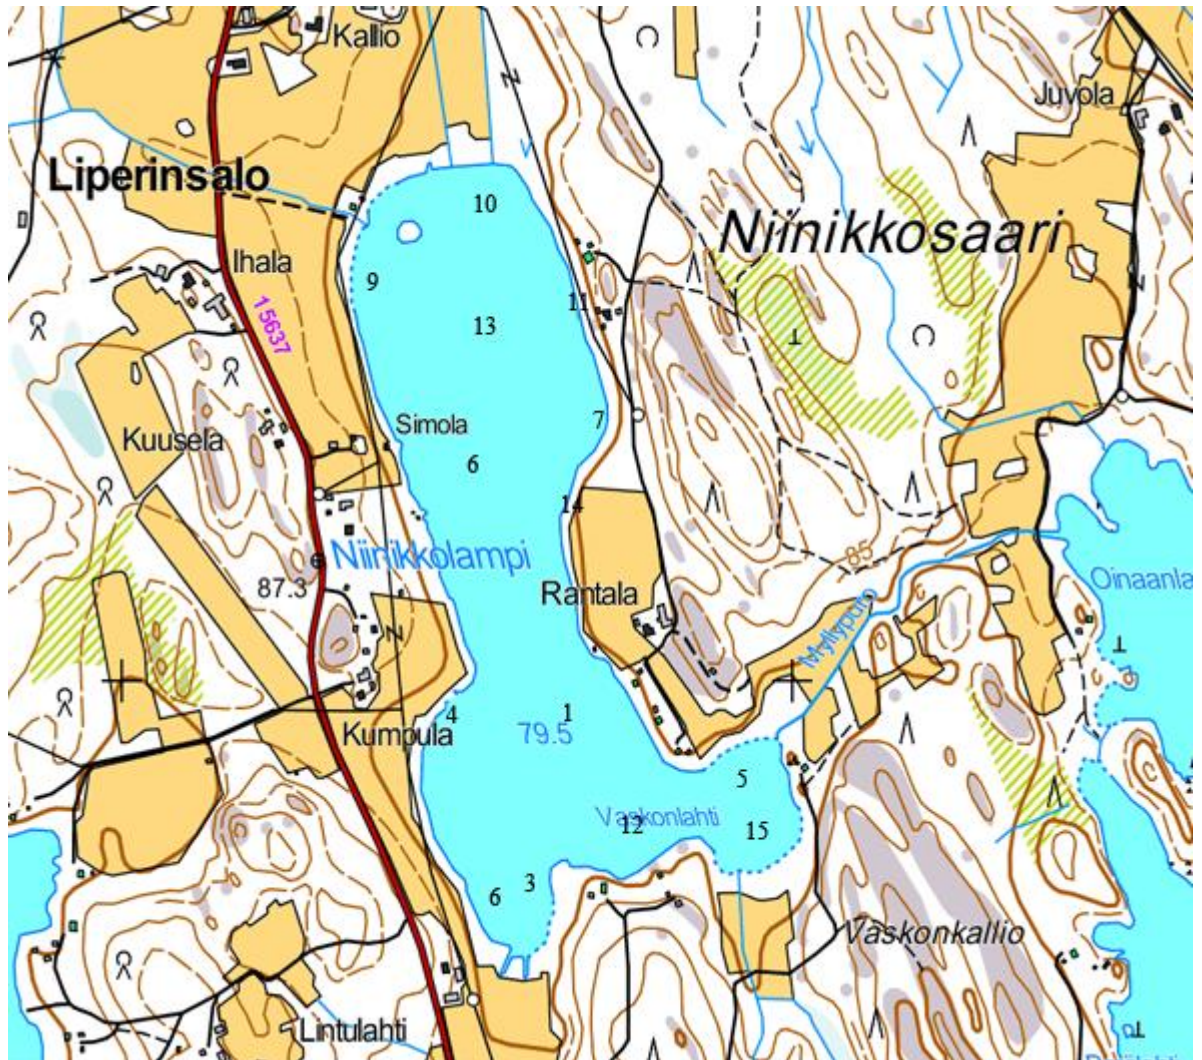 Kallio
Juvola
Liperinsalo
10
Niinikkosaari
Ihala
9
11
15637
13
7
Simola
Kuusela
6
14
85
Niinikkolampi
87.3
Oinaanla
Rantala
Myllypuro
4
1
79.5
Kumpula
5
Vaskonlahti
12
15
3
6
Vaskonkallio
Lintulahti